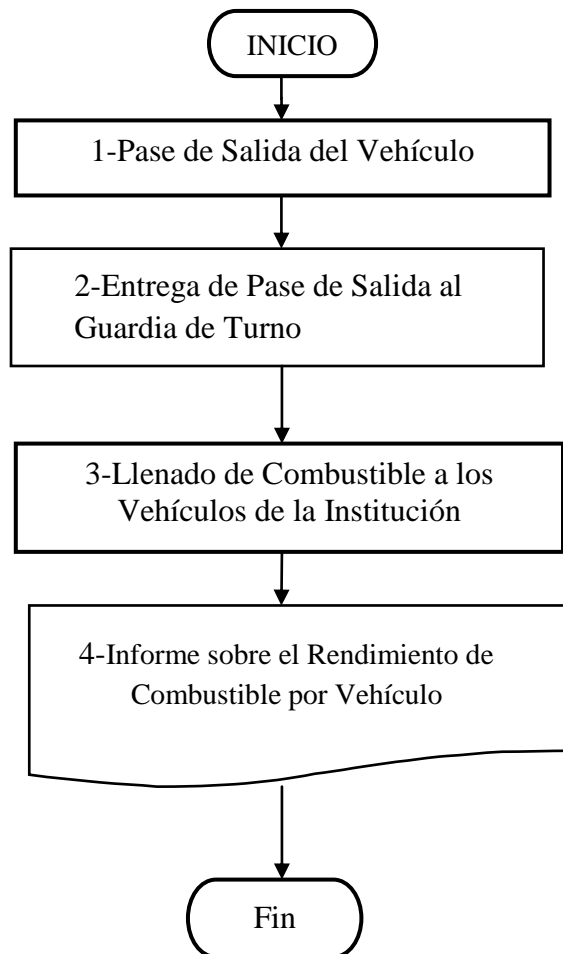 INICIO
1-Pase de Salida del Vehículo
2-Entrega de Pase de Salida al
Guardia de Turno
3-Llenado de Combustible a los
Vehículos de la Institución
4-Informe sobre el Rendimiento de
Combustible por Vehículo
Fin